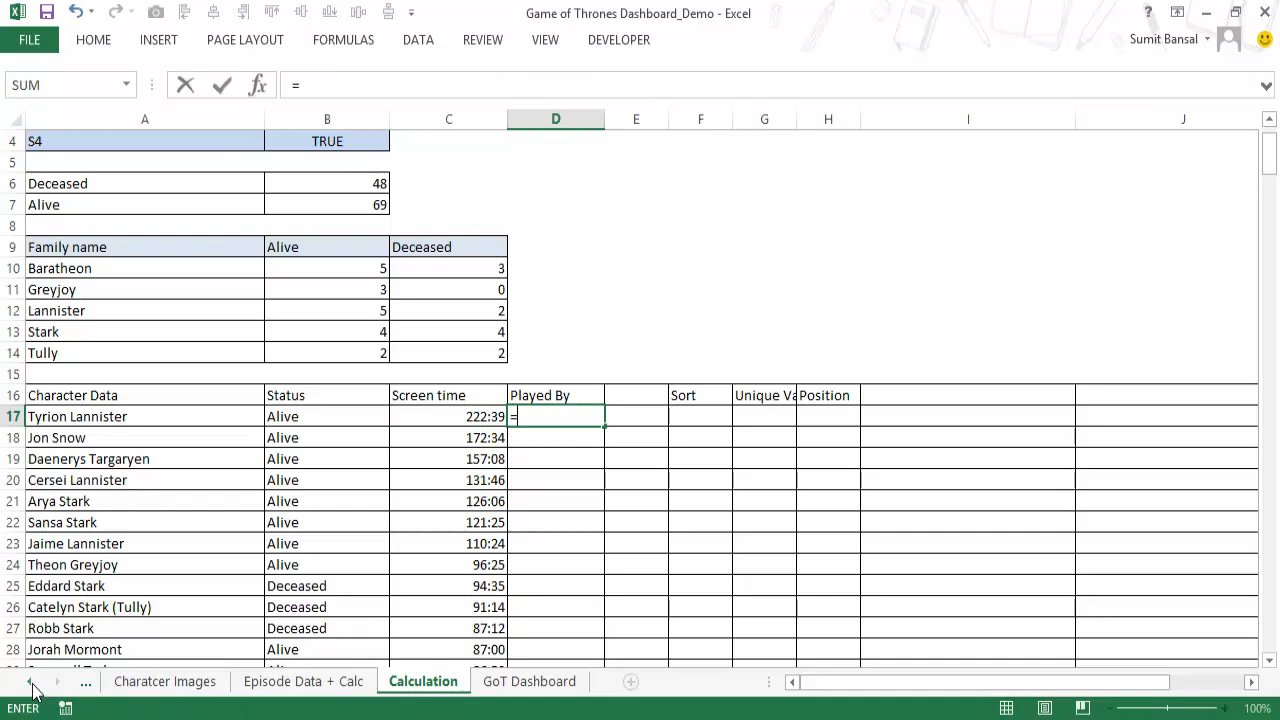 Game of Thrones Dashboard_Demo - Excel
FILE HOME INSERT PAGE LAYOUT FORMULAS DATA REVIEW VIEW DEVELOPER Sumit Bansal
SUM fx =
A B C D E F G H I J
4 S4 TRUE
5
6 Deceased 48
7 Alive 69
8
9 Family name Alive Deceased
10 Baratheon 5 3
11 Greyjoy 3 0
12 Lannister 5 2
13 Stark 4 4
14 Tully 2 2
15
16 Character Data Status Screen time Played By Sort Unique Va Position
17 Tyrion Lannister Alive 222:39 =
18 Jon Snow Alive 172:34
19 Daenerys Targaryen Alive 157:08
20 Cersei Lannister Alive 131:46
21 Arya Stark Alive 126:06
22 Sansa Stark Alive 121:25
23 Jaime Lannister Alive 110:24
24 Theon Greyjoy Alive 96:25
25 Eddard Stark Deceased 94:35
26 Catelyn Stark (Tully) Deceased 91:14
27 Robb Stark Deceased 87:12
28 Jorah Mormont Alive 87:00
... Charatcer Images Episode Data + Calc Calculation GoT Dashboard
ENTER 100%